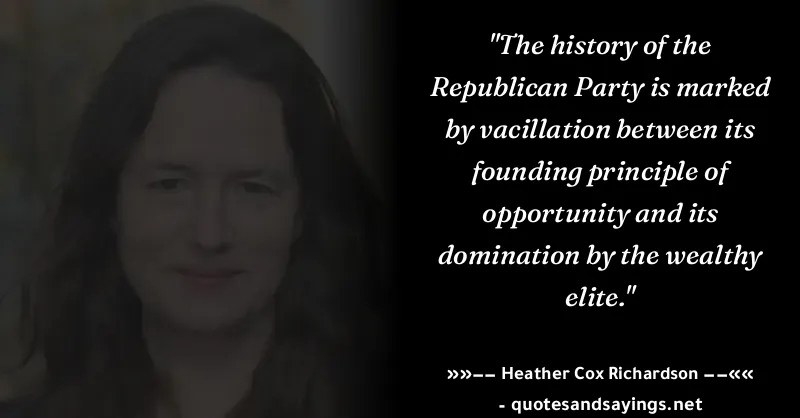 "The history of the
Republican Party is marked
by vacillation between its
founding principle of
opportunity and its
domination by the wealthy
elite."
»»−− Heather Cox Richardson −−««
- quotesandsayings.net